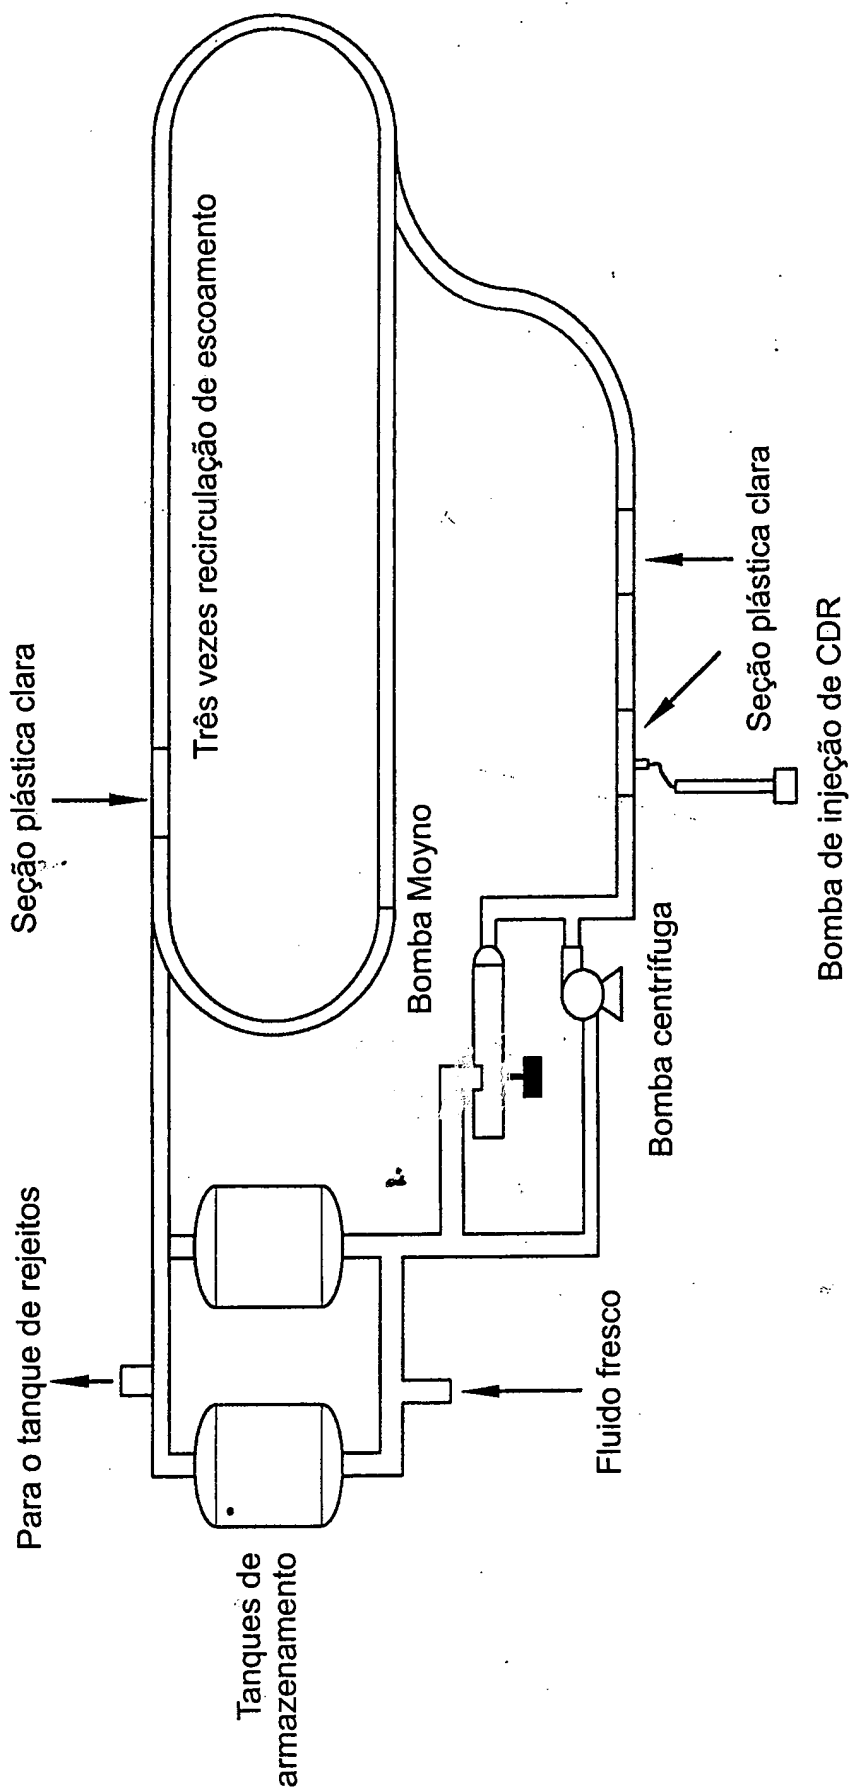 Para o tanque de rejeitos
Seção plástica clara
Três vezes recirculação de escoamento
Tanques de
armazenamento
Bomba Moyno
Fluido fresco
Bomba centrífuga
Seção plástica clara
Bomba de injeção de CDR